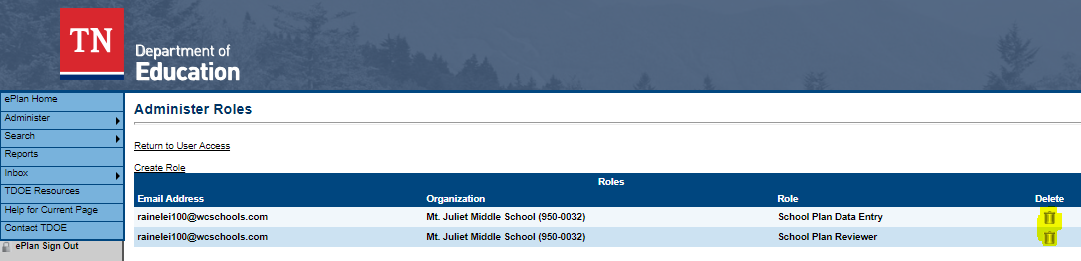 TN
Department of
Education
ePlan Home
Administer
Search
Reports
Inbox
TDOE Resources
Help for Current Page
Contact TDOE
ePlan Sign Out
Administer Roles
Return to User Access
Create Role
Roles
Email Address Organization Role Delete
rainelei100@wcschools.com Mt. Juliet Middle School (950-0032) School Plan Data Entry
rainelei100@wcschools.com Mt. Juliet Middle School (950-0032) School Plan Reviewer